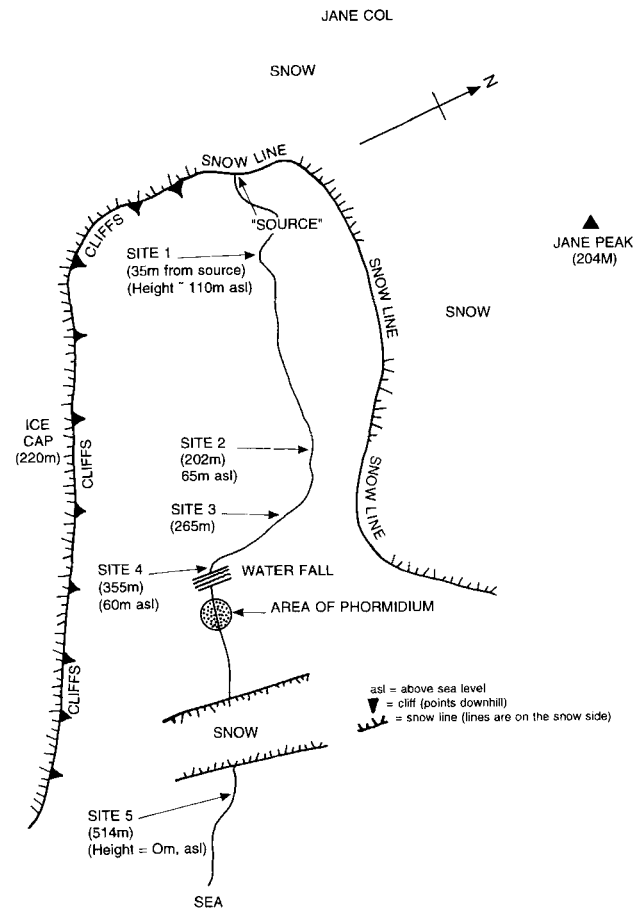 JANE COL
SNOW
N
SNOW LINE
"SOURCE"
CLIFFS
SITE 1
(35m from source)
(Height ~ 110m asl)
JANE PEAK
(204M)
SNOW LINE
SNOW
ICE
CAP
(220m)
CLIFFS
SITE 2
(202m)
65m asl)
SNOW LINE
SITE 3
(265m)
SITE 4
(355m)
(60m asl)
WATER FALL
AREA OF PHORMIDIUM
CLIFFS
asl = above sea level
= cliff (points downhill)
= snow line (lines are on the snow side)
SNOW
SITE 5
(514m)
(Height = Om, asl)
SEA